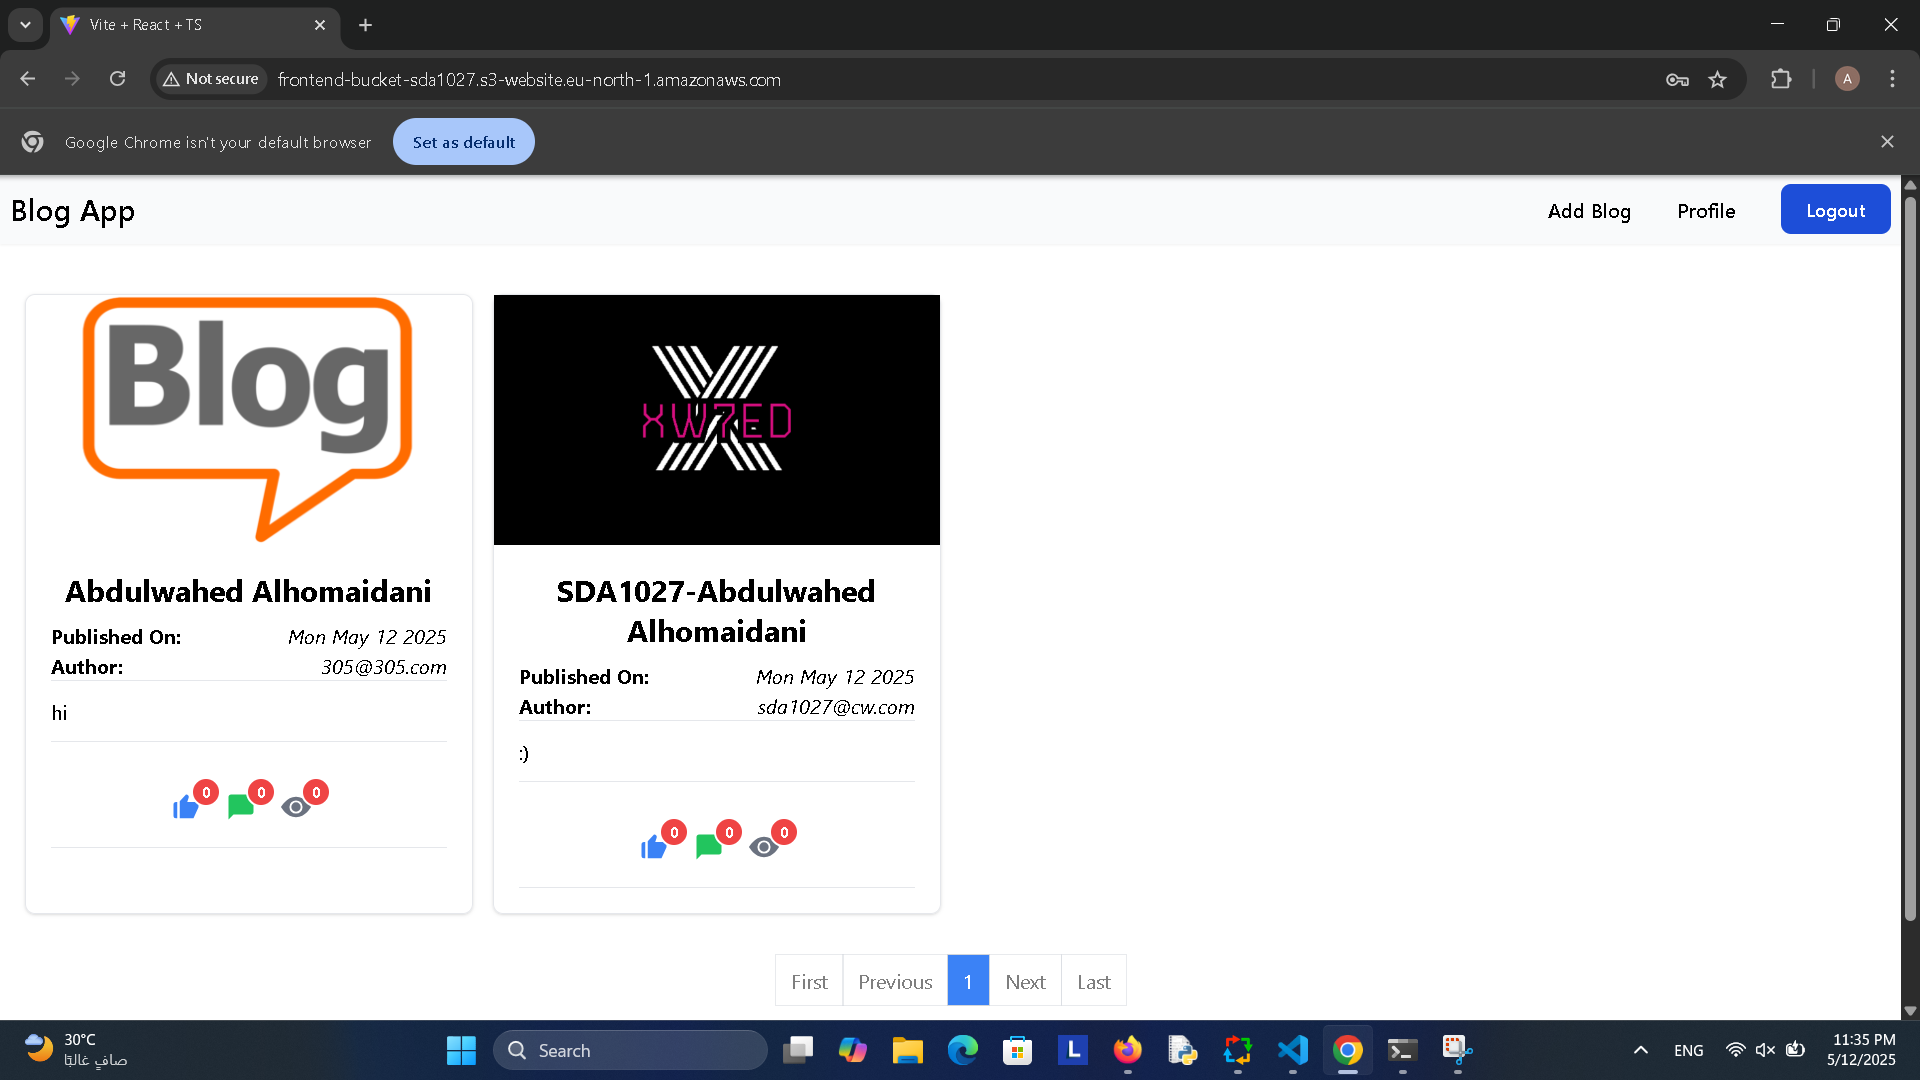 Vite + React + TS
Not secure
frontend-bucket-sda1027.s3-website.eu-north-1.amazonaws.com
A
Google Chrome isn't your default browser
Set as default
Blog App
Add Blog
Profile
Logout
Blog
Abdulwahed Alhomaidani
Published On: Mon May 12 2025
Author: 305@305.com
hi
0 0 0
XW7ED
SDA1027-Abdulwahed
Alhomaidani
Published On: Mon May 12 2025
Author: sda1027@cw.com
:)
0 0 0
First Previous 1 Next Last
30°C
صافٍ غالبًا
Search
L
ENG
11:35 PM
5/12/2025